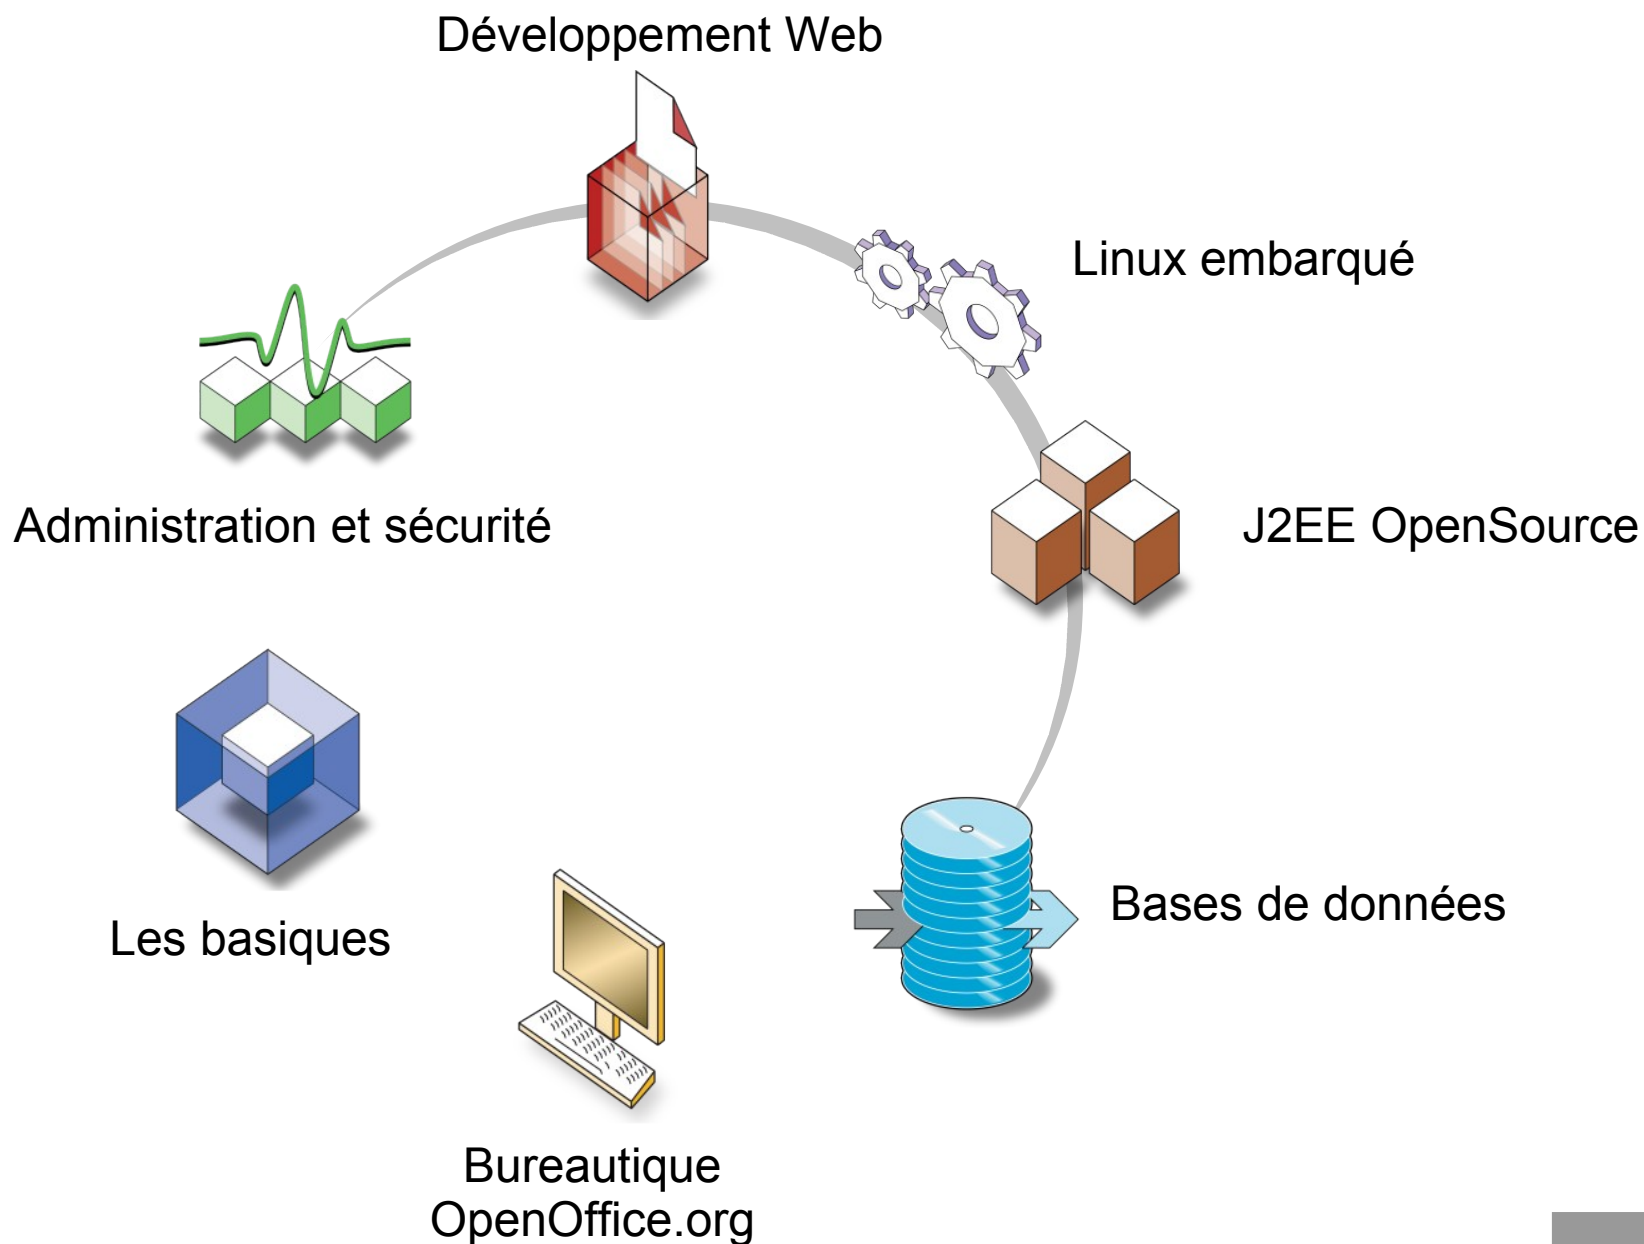 Développement Web
Linux embarqué
Administration et sécurité
J2EE OpenSource
Les basiques
Bases de données
Bureautique
OpenOffice.org